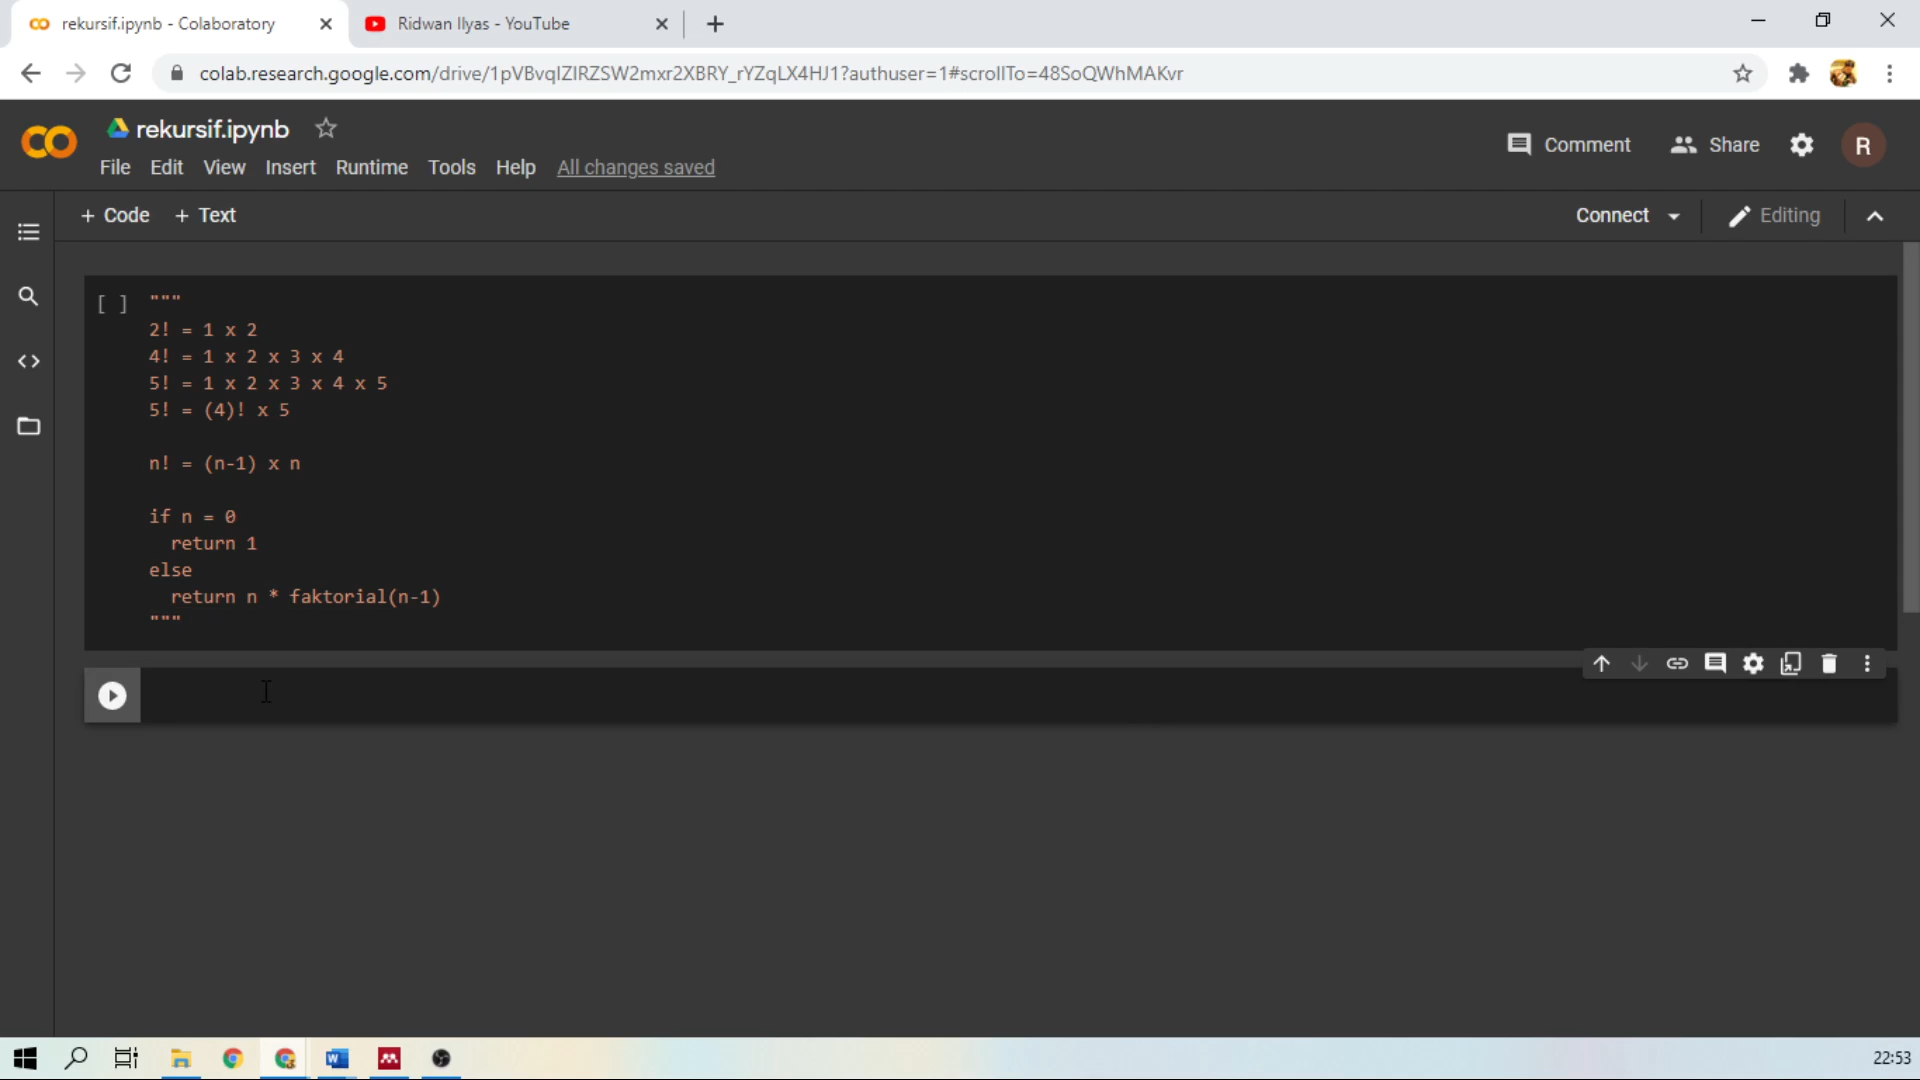 rekursif.ipynb - Colaboratory
Ridwan Ilyas - YouTube
colab.research.google.com/drive/1pVBvqIZIRZSW2mxr2XBRY_rYZqLX4HJ1?authuser=1#scrollTo=48SoQWhMAKvr
rekursif.ipynb
Comment
Share
R
File Edit View Insert Runtime Tools Help All changes saved
+ Code + Text
Connect
Editing
[ ] """
2! = 1 x 2
4! = 1 x 2 x 3 x 4
5! = 1 x 2 x 3 x 4 x 5
5! = (4)! x 5
n! = (n-1) x n
if n = 0
return 1
else
return n * faktorial(n-1)
"""
22:53